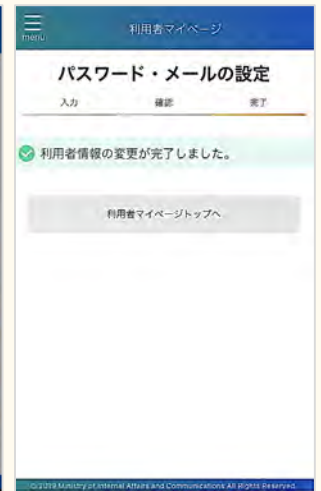 menu
利用者マイページ
パスワード・メールの設定
入力 確認 完了
利用者情報の変更が完了しました。
利用者マイページトップへ
© 2019 Ministry of Internal Affairs and Communications All Rights Reserved.